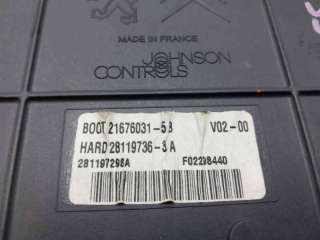 MADE IN FRANCE
JOHNSON
CONTROLS
BOOT 21676031-5B V02-00
HARD 28119736-3A
281197298A F02208440